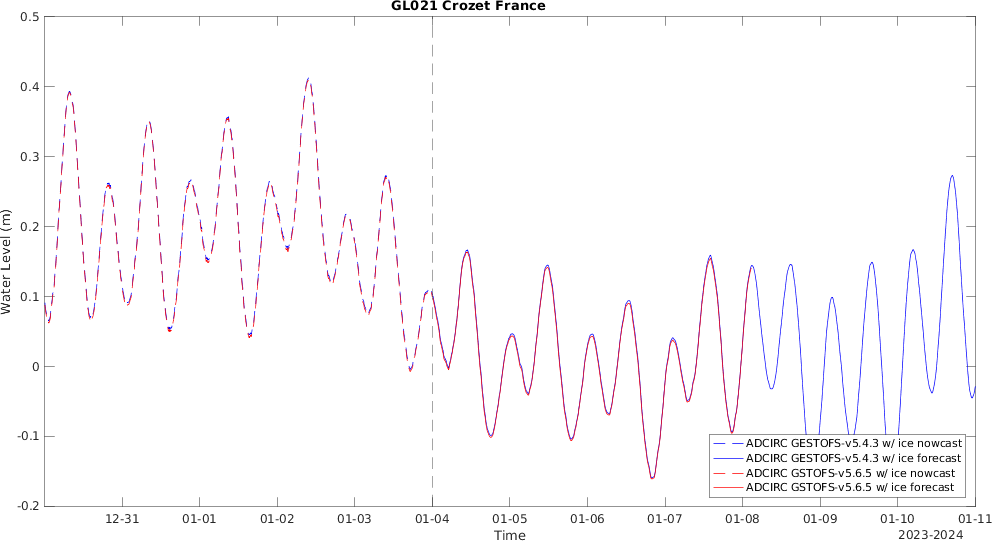 GL021 Crozet France
0.5
0.4
0.3
0.2
0.1
0
-0.1
-0.2
Water Level (m)
ADCIRC GESTOFS-v5.4.3 w/ ice nowcast
ADCIRC GESTOFS-v5.4.3 w/ ice forecast
ADCIRC GSTOFS-v5.6.5 w/ ice nowcast
ADCIRC GSTOFS-v5.6.5 w/ ice forecast
12-31 01-01 01-02 01-03 01-04 01-05 01-06 01-07 01-08 01-09 01-10 01-11
Time
2023-2024